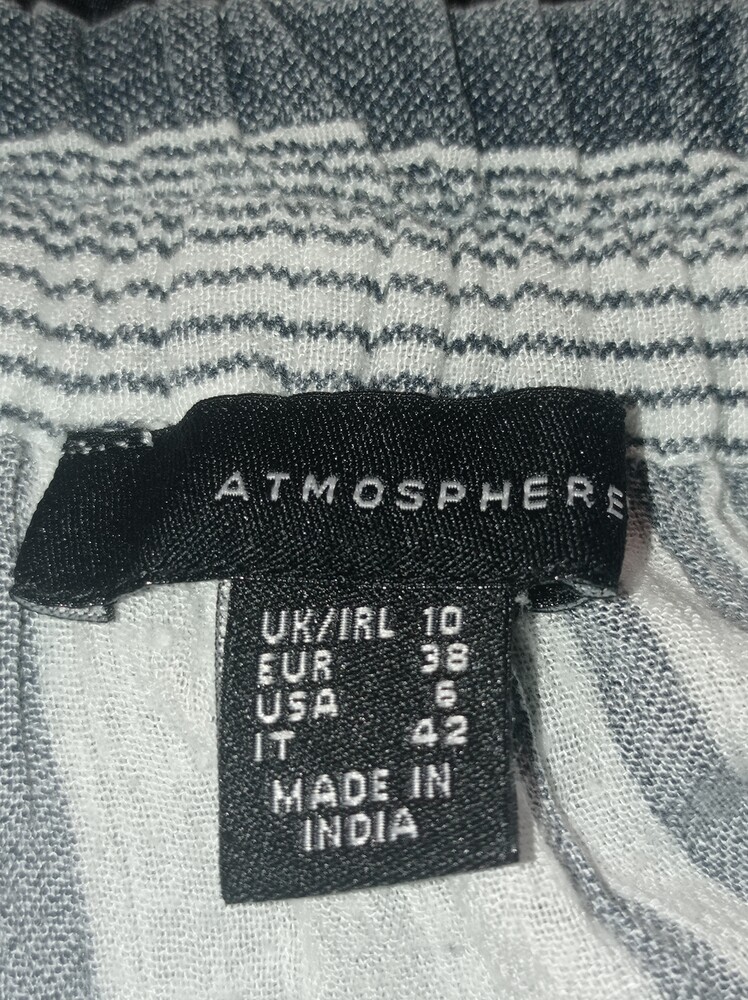 ATMOSPHERE
UK/IRL 10
EUR 38
USA 6
IT 42
MADE IN
INDIA